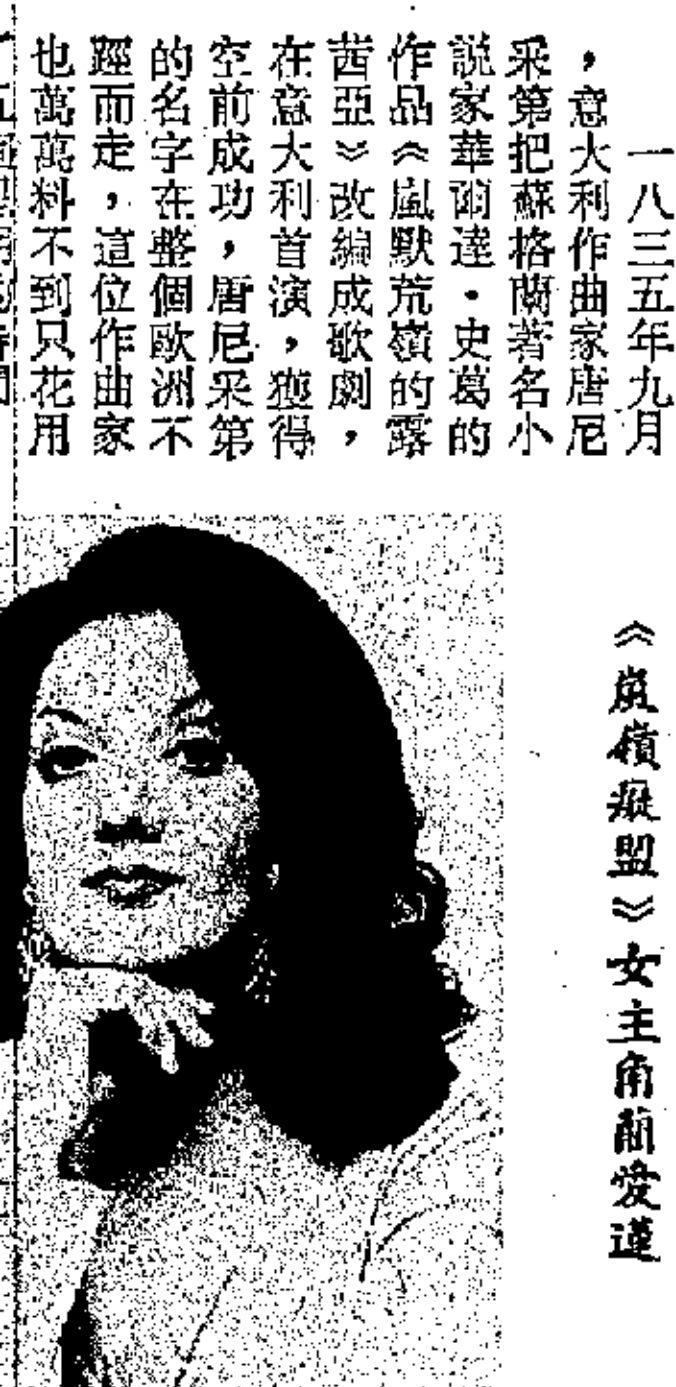 一八三五年九月
，意大利作曲家唐尼
采第把蘇格蘭著名小
說家華爾達·史葛的
作品《嵐默荒嶺的露
茜亞》改編成歌劇，
在意大利首演，獲得
空前成功，唐尼采第
的名字在整個歐洲不
踁而走，這位作曲家
也萬萬料不到只花用
《嵐嶺癡盟》女主角蘭愛蓮